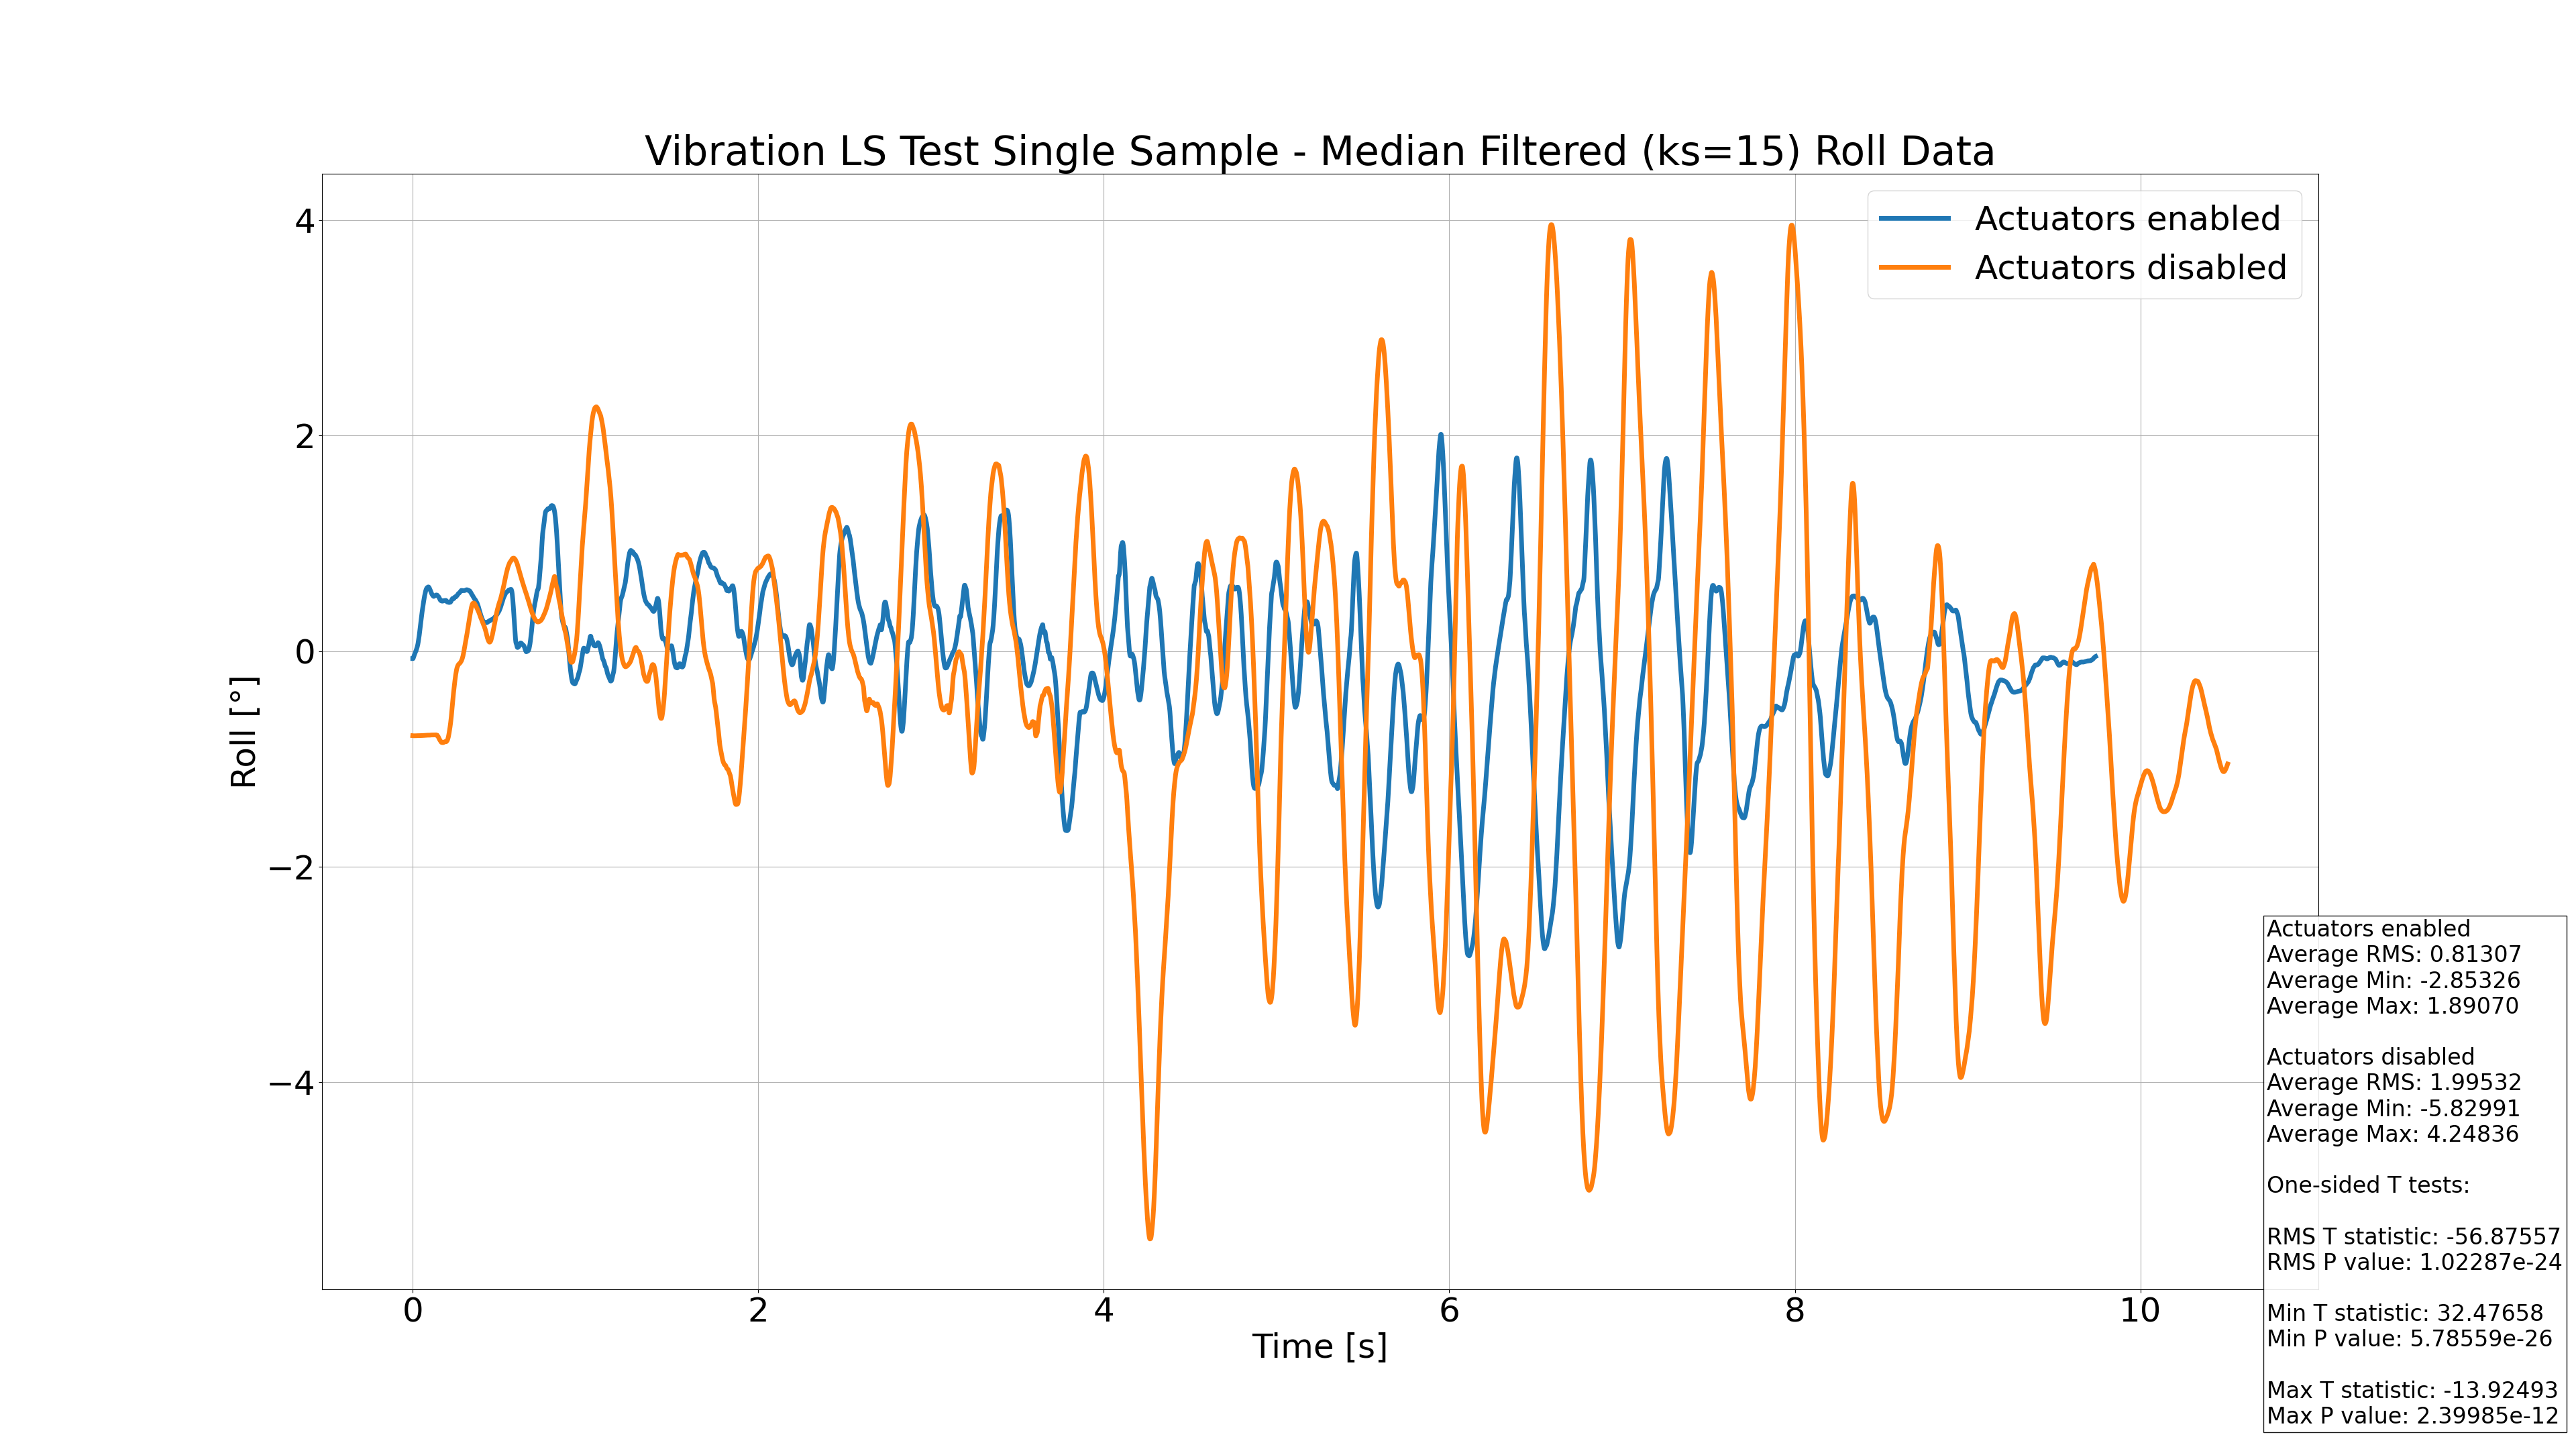 Vibration LS Test Single Sample - Median Filtered (ks=15) Roll Data
Actuators enabled
Actuators disabled
4
2
0
−2
−4
Roll [°]
0
2
4
6
8
10
Time [s]
Actuators enabled
Average RMS: 0.81307
Average Min: -2.85326
Average Max: 1.89070
Actuators disabled
Average RMS: 1.99532
Average Min: -5.82991
Average Max: 4.24836
One-sided T tests:
RMS T statistic: -56.87557
RMS P value: 1.02287e-24
Min T statistic: 32.47658
Min P value: 5.78559e-26
Max T statistic: -13.92493
Max P value: 2.39985e-12